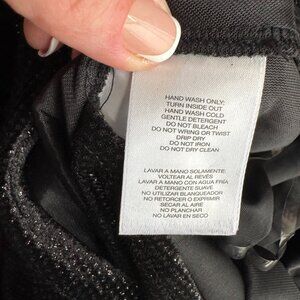 HAND WASH ONLY;
TURN INSIDE OUT
HAND WASH COLD
GENTLE DETERGENT
DO NOT BLEACH
DO NOT WRING OR TWIST
DRIP DRY
DO NOT IRON
DO NOT DRY CLEAN
LAVAR A MANO SOLAMENTE;
VOLTEAR AL REVÉS
LAVAR A MANO CON AGUA FRÍA
DETERGENTE SUAVE
NO UTILIZAR BLANQUEADOR
NO RETORCER O EXPRIMIR
SECAR AL AIRE
NO PLANCHAR
NO LAVAR EN SECO